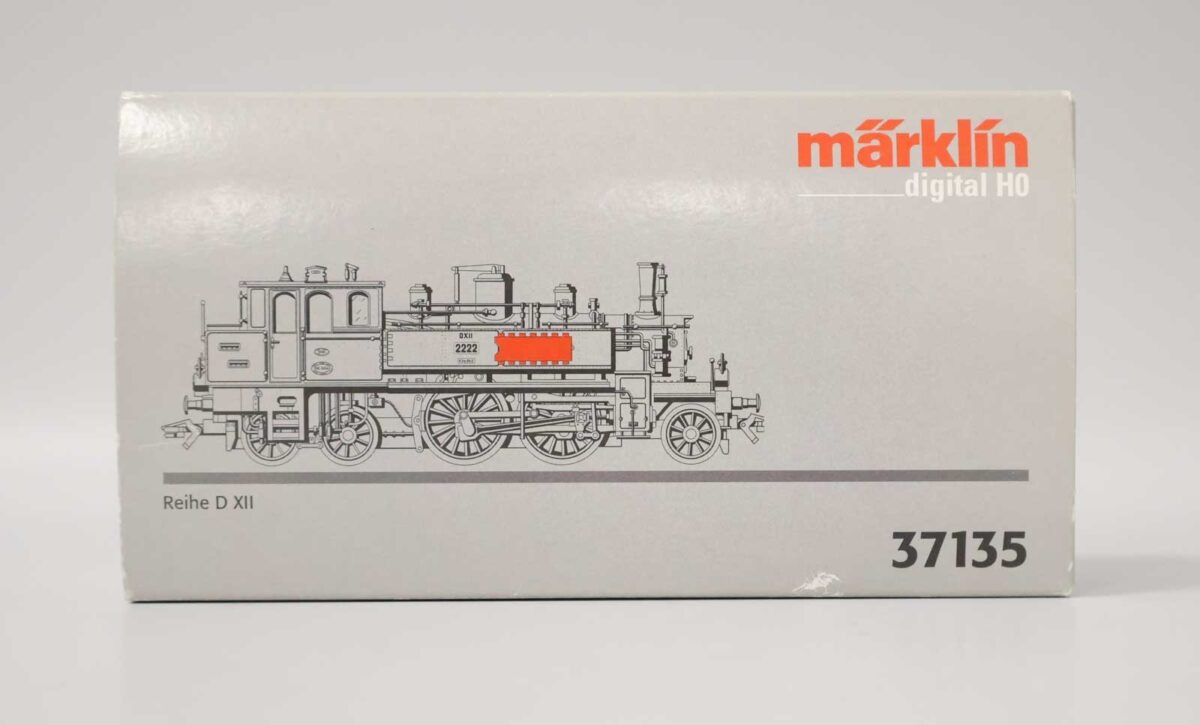 märklin
digital H0
DXII
2222
Reihe D XII
37135